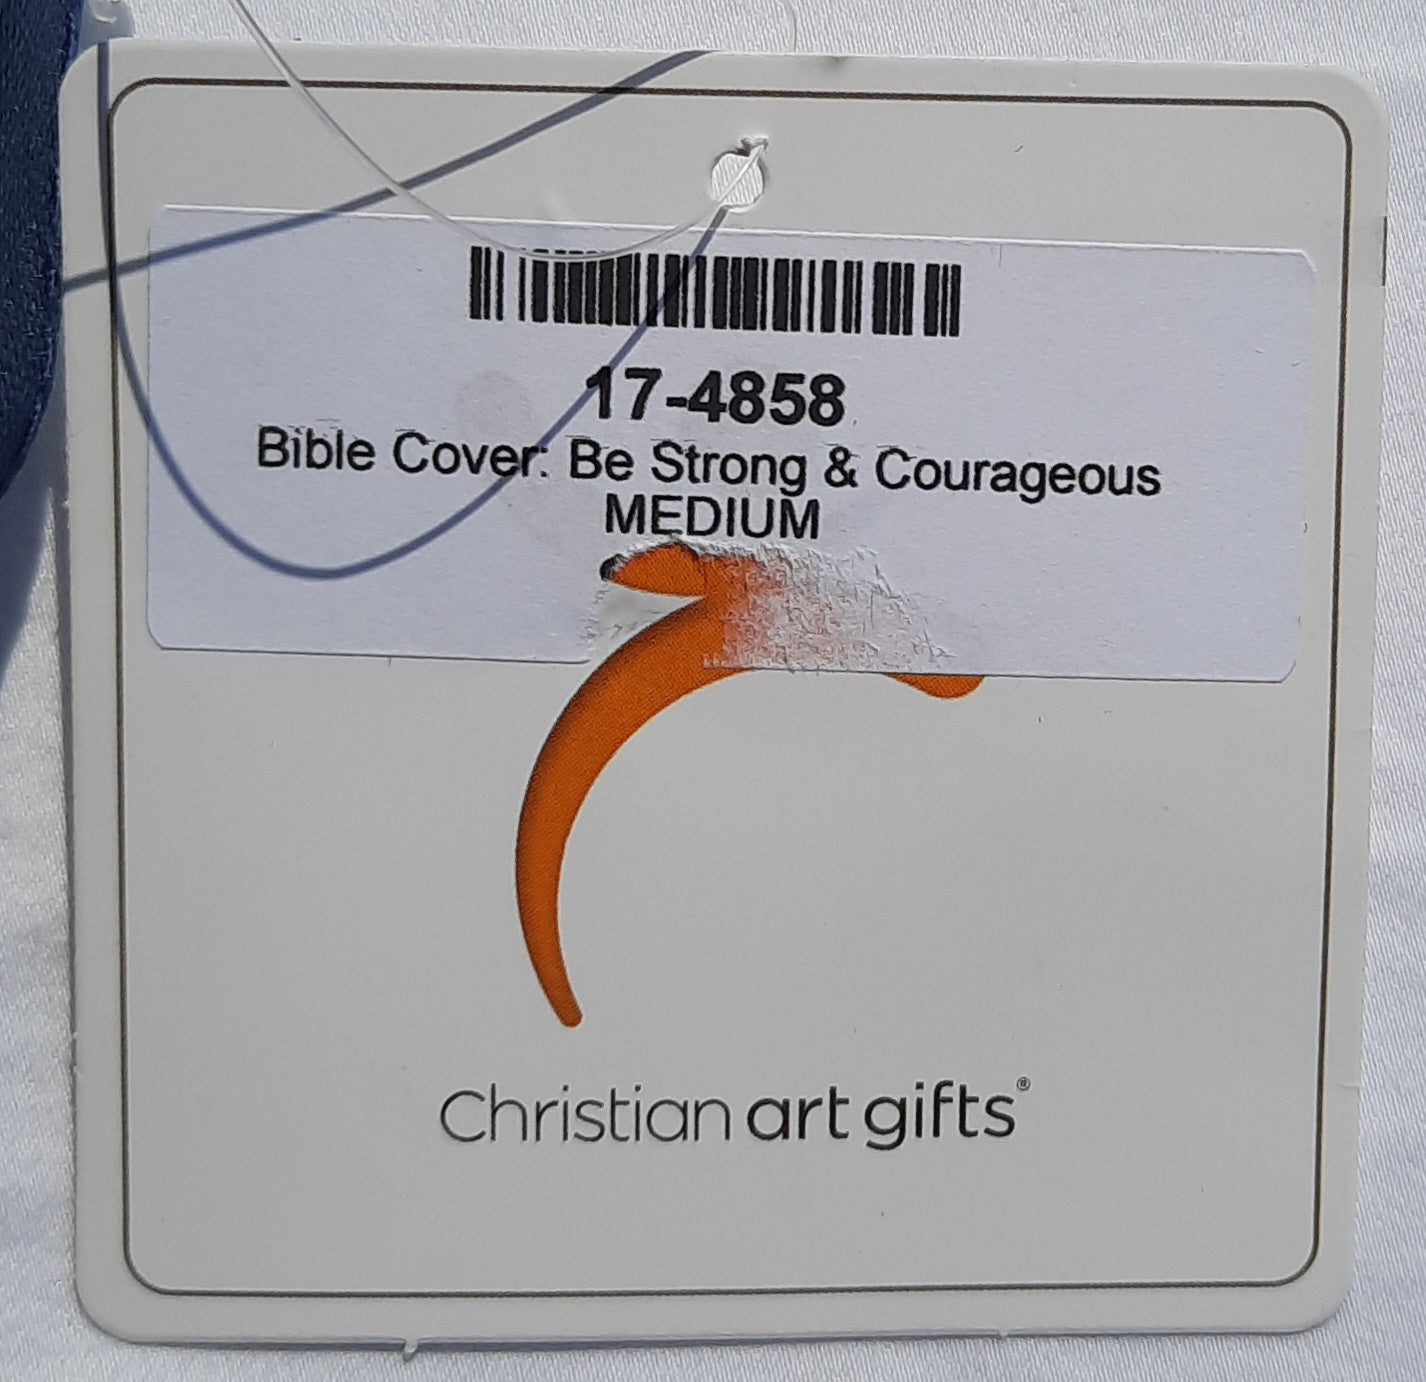 17-4858
Bible Cover: Be Strong & Courageous
MEDIUM
Christian art gifts®